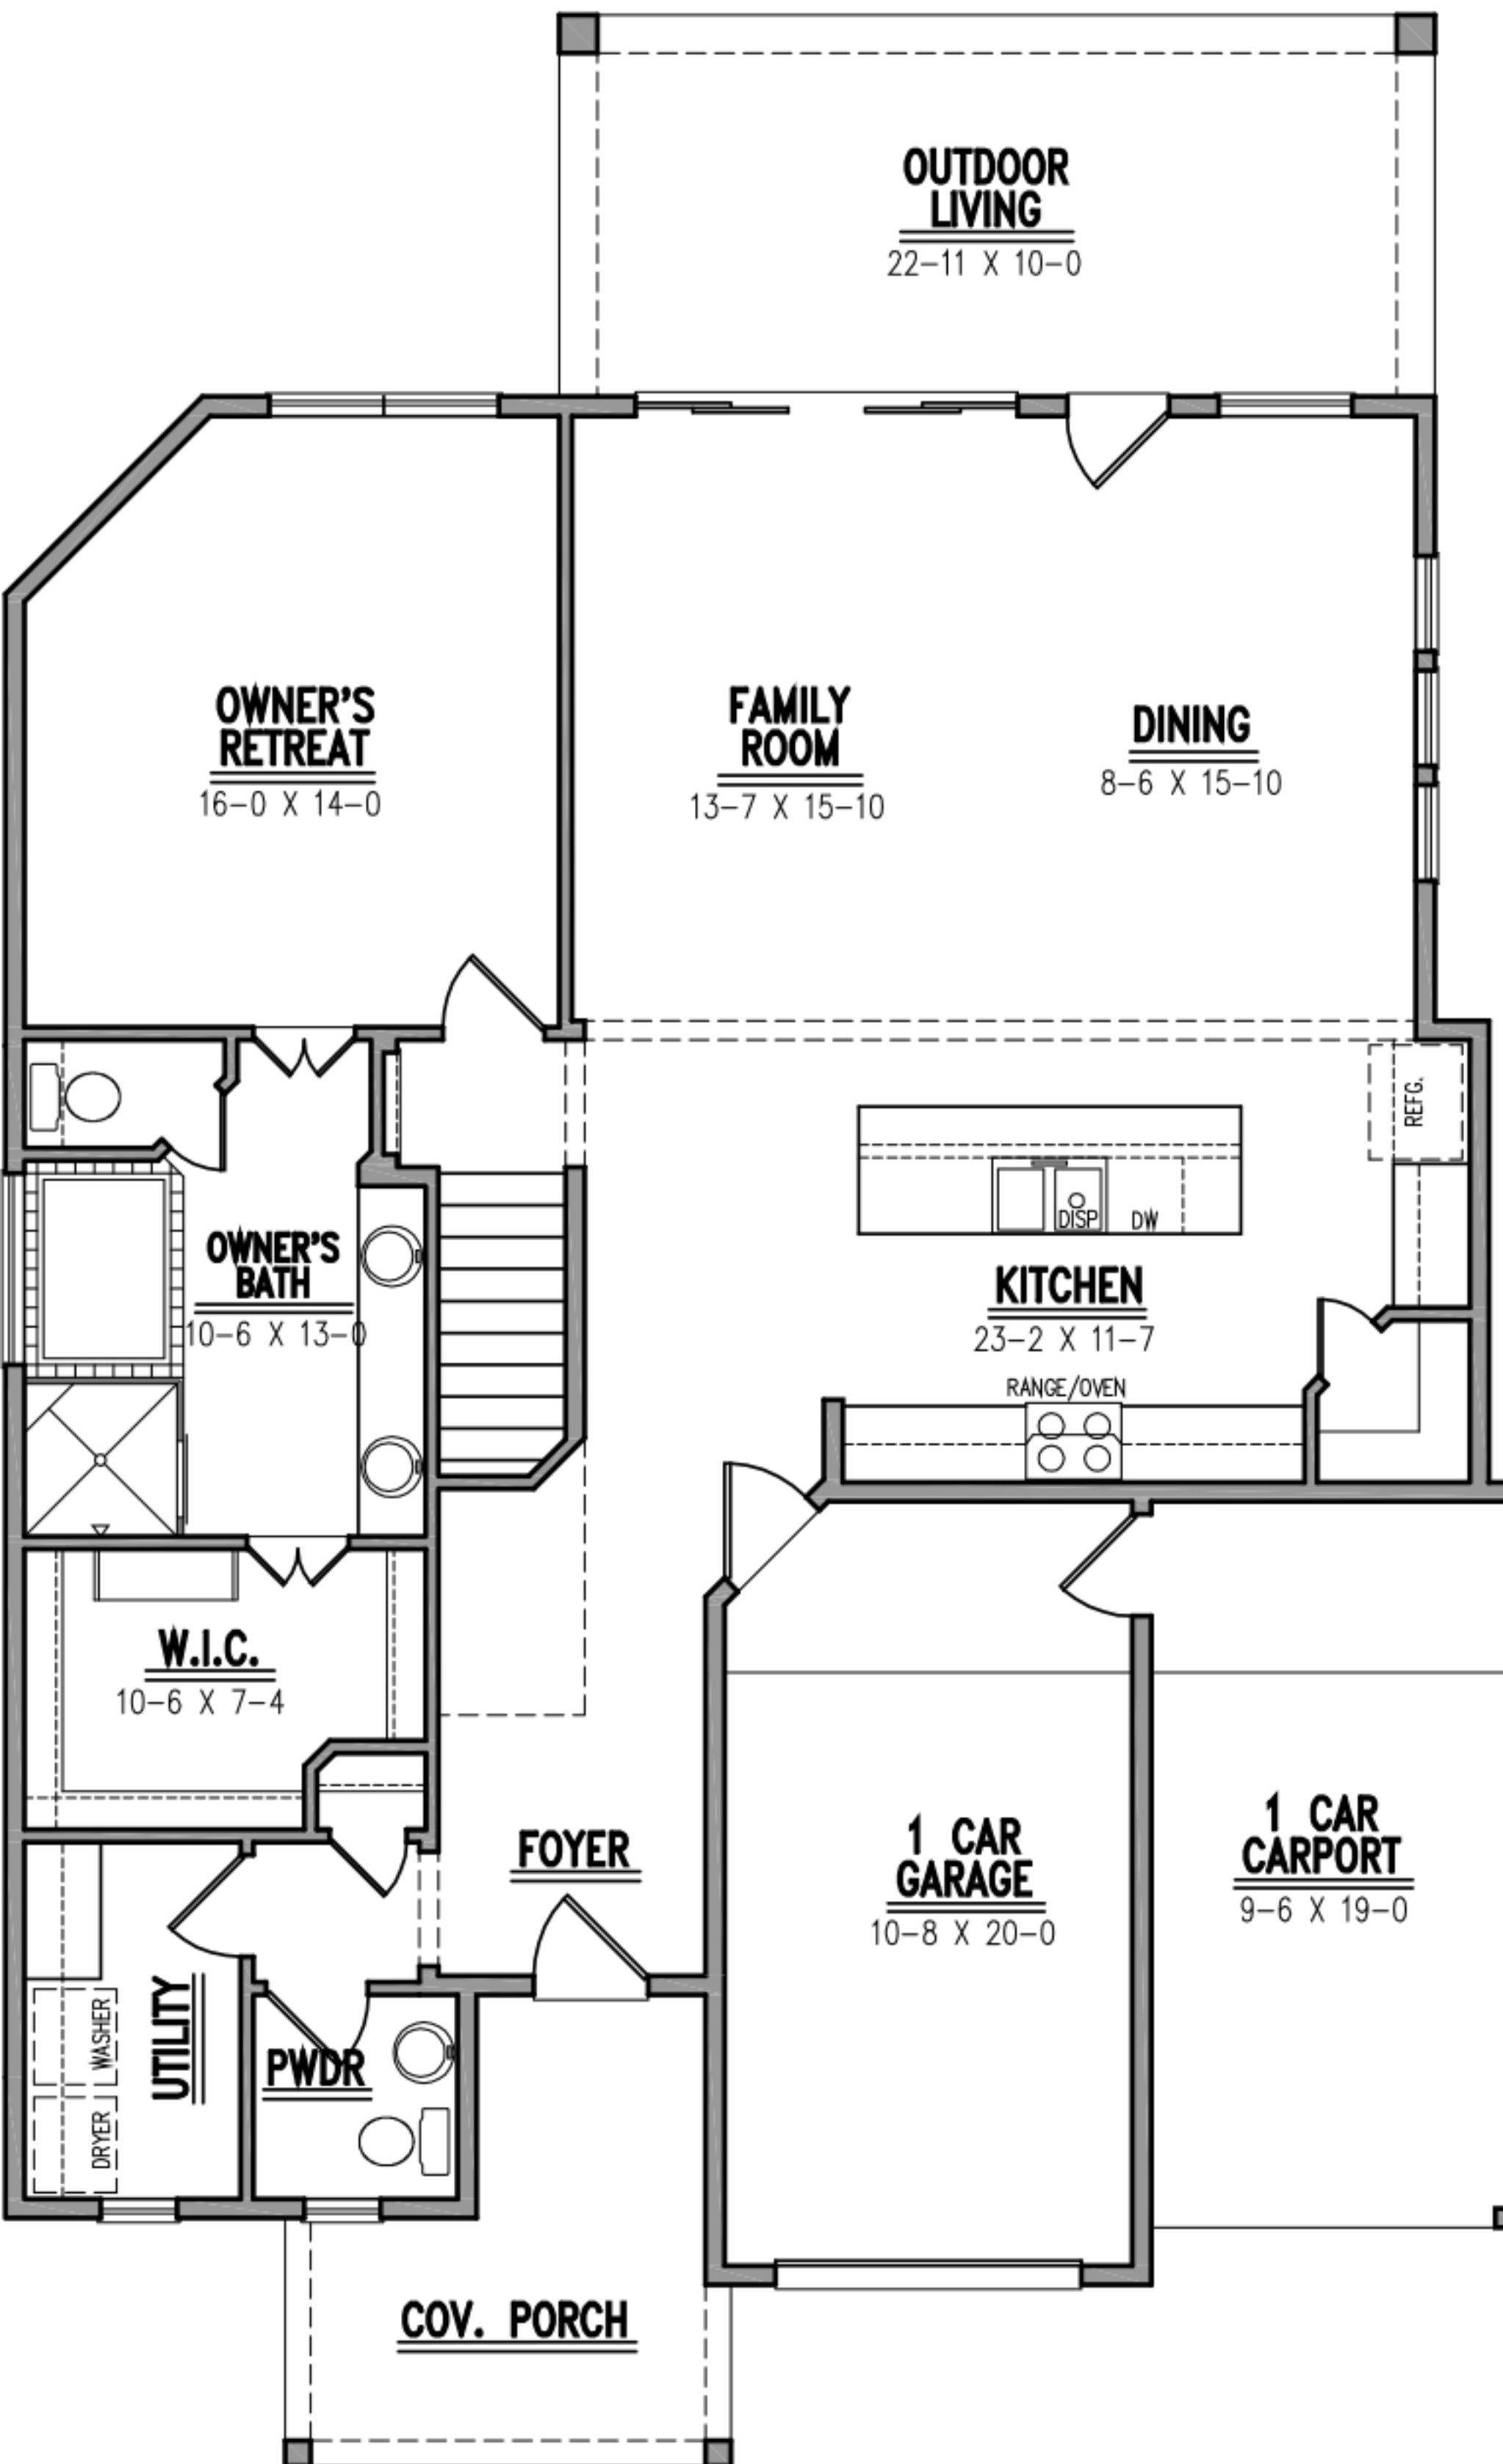 OUTDOOR
LIVING
22-11 X 10-0
OWNER'S
RETREAT
16-0 X 14-0
FAMILY
ROOM
13-7 X 15-10
DINING
8-6 X 15-10
REFG.
DISP
DW
OWNER'S
BATH
10-6 X 13-0
KITCHEN
23-2 X 11-7
RANGE/OVEN
W.I.C.
10-6 X 7-4
FOYER
1 CAR
GARAGE
10-8 X 20-0
1 CAR
CARPORT
9-6 X 19-0
UTILITY
WASHER
DRYER
PWDR
COV. PORCH